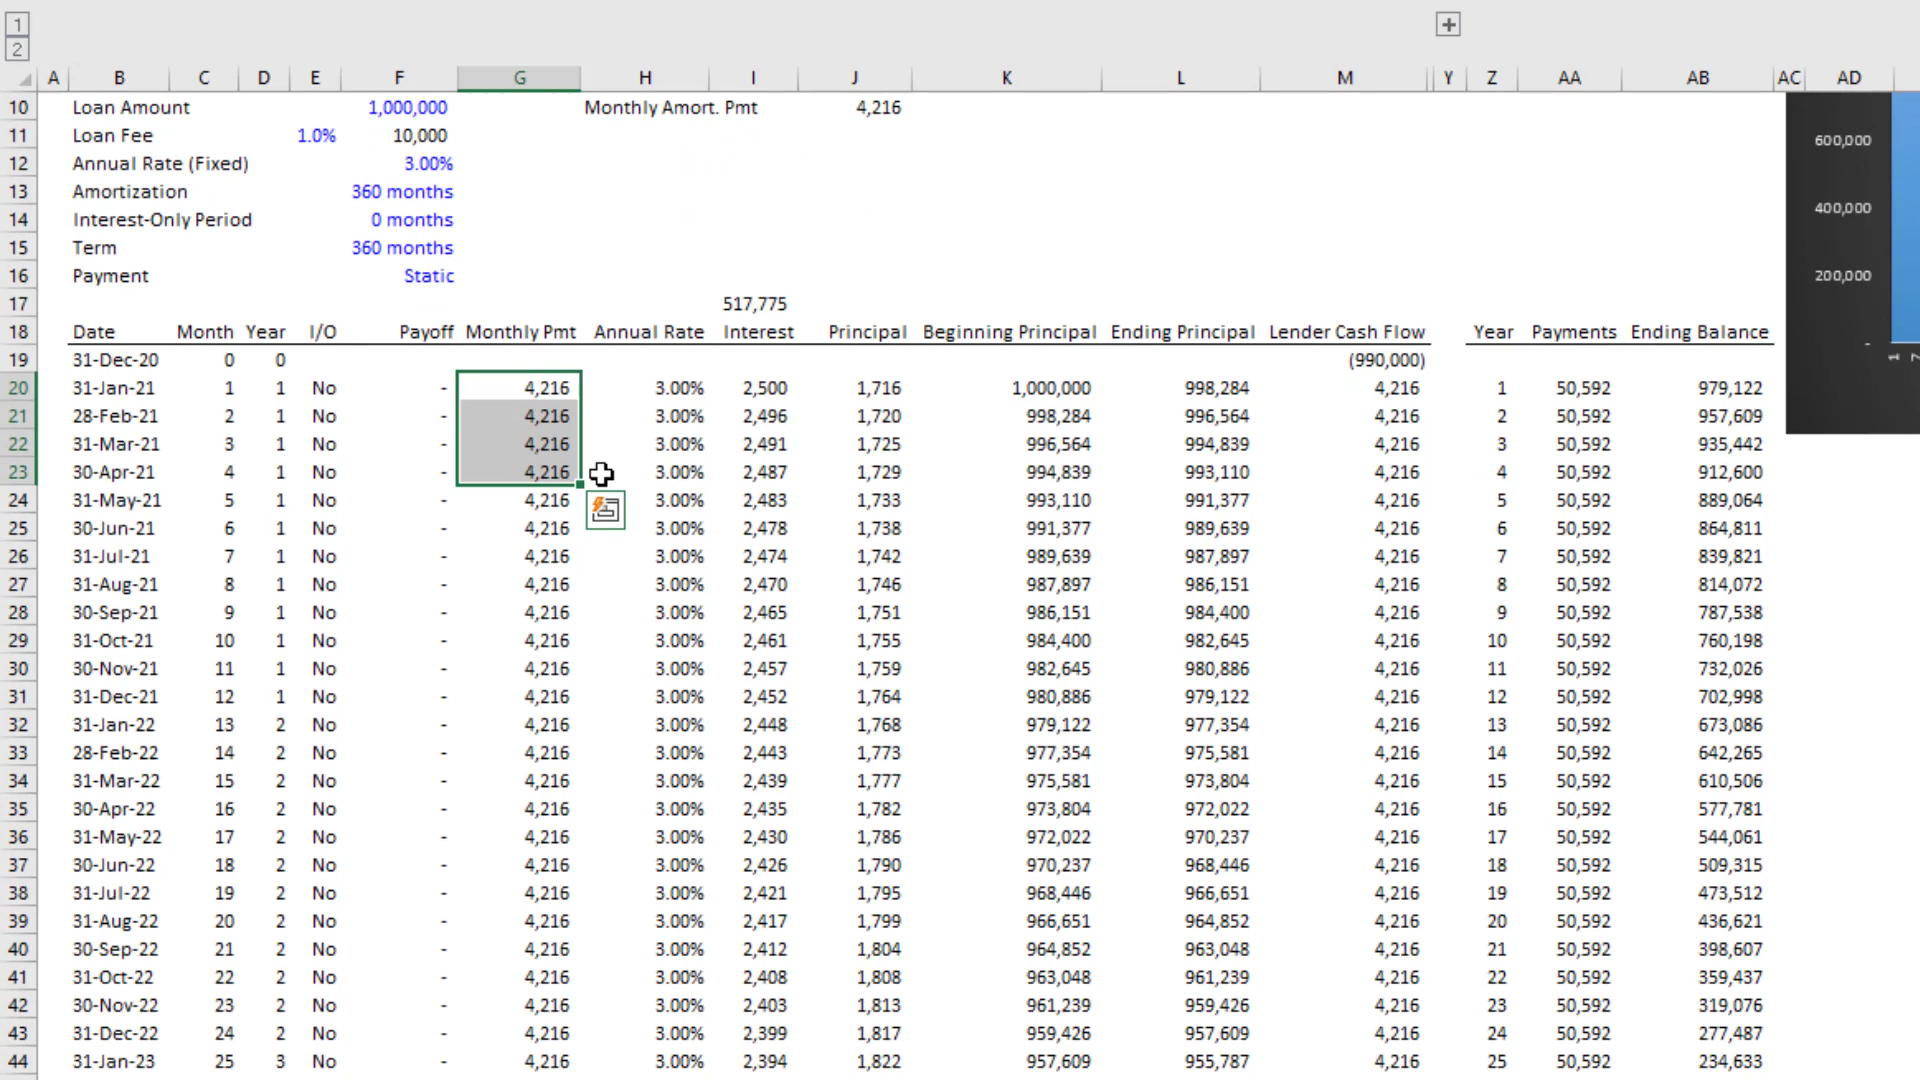 1
2
A B C D E F G H I J K L M Y Z AA AB AC AD
10 Loan Amount 1,000,000 Monthly Amort. Pmt 4,216
11 Loan Fee 1.0% 10,000 600,000
12 Annual Rate (Fixed) 3.00%
13 Amortization 360 months 400,000
14 Interest-Only Period 0 months
15 Term 360 months
16 Payment Static 200,000
17 517,775
18 Date Month Year I/O Payoff Monthly Pmt Annual Rate Interest Principal Beginning Principal Ending Principal Lender Cash Flow Year Payments Ending Balance -
19 31-Dec-20 0 0 (990,000) 1 7
20 31-Jan-21 1 1 No - 4,216 3.00% 2,500 1,716 1,000,000 998,284 4,216 1 50,592 979,122
21 28-Feb-21 2 1 No - 4,216 3.00% 2,496 1,720 998,284 996,564 4,216 2 50,592 957,609
22 31-Mar-21 3 1 No - 4,216 3.00% 2,491 1,725 996,564 994,839 4,216 3 50,592 935,442
23 30-Apr-21 4 1 No - 4,216 3.00% 2,487 1,729 994,839 993,110 4,216 4 50,592 912,600
24 31-May-21 5 1 No - 4,216 3.00% 2,483 1,733 993,110 991,377 4,216 5 50,592 889,064
25 30-Jun-21 6 1 No - 4,216 3.00% 2,478 1,738 991,377 989,639 4,216 6 50,592 864,811
26 31-Jul-21 7 1 No - 4,216 3.00% 2,474 1,742 989,639 987,897 4,216 7 50,592 839,821
27 31-Aug-21 8 1 No - 4,216 3.00% 2,470 1,746 987,897 986,151 4,216 8 50,592 814,072
28 30-Sep-21 9 1 No - 4,216 3.00% 2,465 1,751 986,151 984,400 4,216 9 50,592 787,538
29 31-Oct-21 10 1 No - 4,216 3.00% 2,461 1,755 984,400 982,645 4,216 10 50,592 760,198
30 30-Nov-21 11 1 No - 4,216 3.00% 2,457 1,759 982,645 980,886 4,216 11 50,592 732,026
31 31-Dec-21 12 1 No - 4,216 3.00% 2,452 1,764 980,886 979,122 4,216 12 50,592 702,998
32 31-Jan-22 13 2 No - 4,216 3.00% 2,448 1,768 979,122 977,354 4,216 13 50,592 673,086
33 28-Feb-22 14 2 No - 4,216 3.00% 2,443 1,773 977,354 975,581 4,216 14 50,592 642,265
34 31-Mar-22 15 2 No - 4,216 3.00% 2,439 1,777 975,581 973,804 4,216 15 50,592 610,506
35 30-Apr-22 16 2 No - 4,216 3.00% 2,435 1,782 973,804 972,022 4,216 16 50,592 577,781
36 31-May-22 17 2 No - 4,216 3.00% 2,430 1,786 972,022 970,237 4,216 17 50,592 544,061
37 30-Jun-22 18 2 No - 4,216 3.00% 2,426 1,790 970,237 968,446 4,216 18 50,592 509,315
38 31-Jul-22 19 2 No - 4,216 3.00% 2,421 1,795 968,446 966,651 4,216 19 50,592 473,512
39 31-Aug-22 20 2 No - 4,216 3.00% 2,417 1,799 966,651 964,852 4,216 20 50,592 436,621
40 30-Sep-22 21 2 No - 4,216 3.00% 2,412 1,804 964,852 963,048 4,216 21 50,592 398,607
41 31-Oct-22 22 2 No - 4,216 3.00% 2,408 1,808 963,048 961,239 4,216 22 50,592 359,437
42 30-Nov-22 23 2 No - 4,216 3.00% 2,403 1,813 961,239 959,426 4,216 23 50,592 319,076
43 31-Dec-22 24 2 No - 4,216 3.00% 2,399 1,817 959,426 957,609 4,216 24 50,592 277,487
44 31-Jan-23 25 3 No - 4,216 3.00% 2,394 1,822 957,609 955,787 4,216 25 50,592 234,633